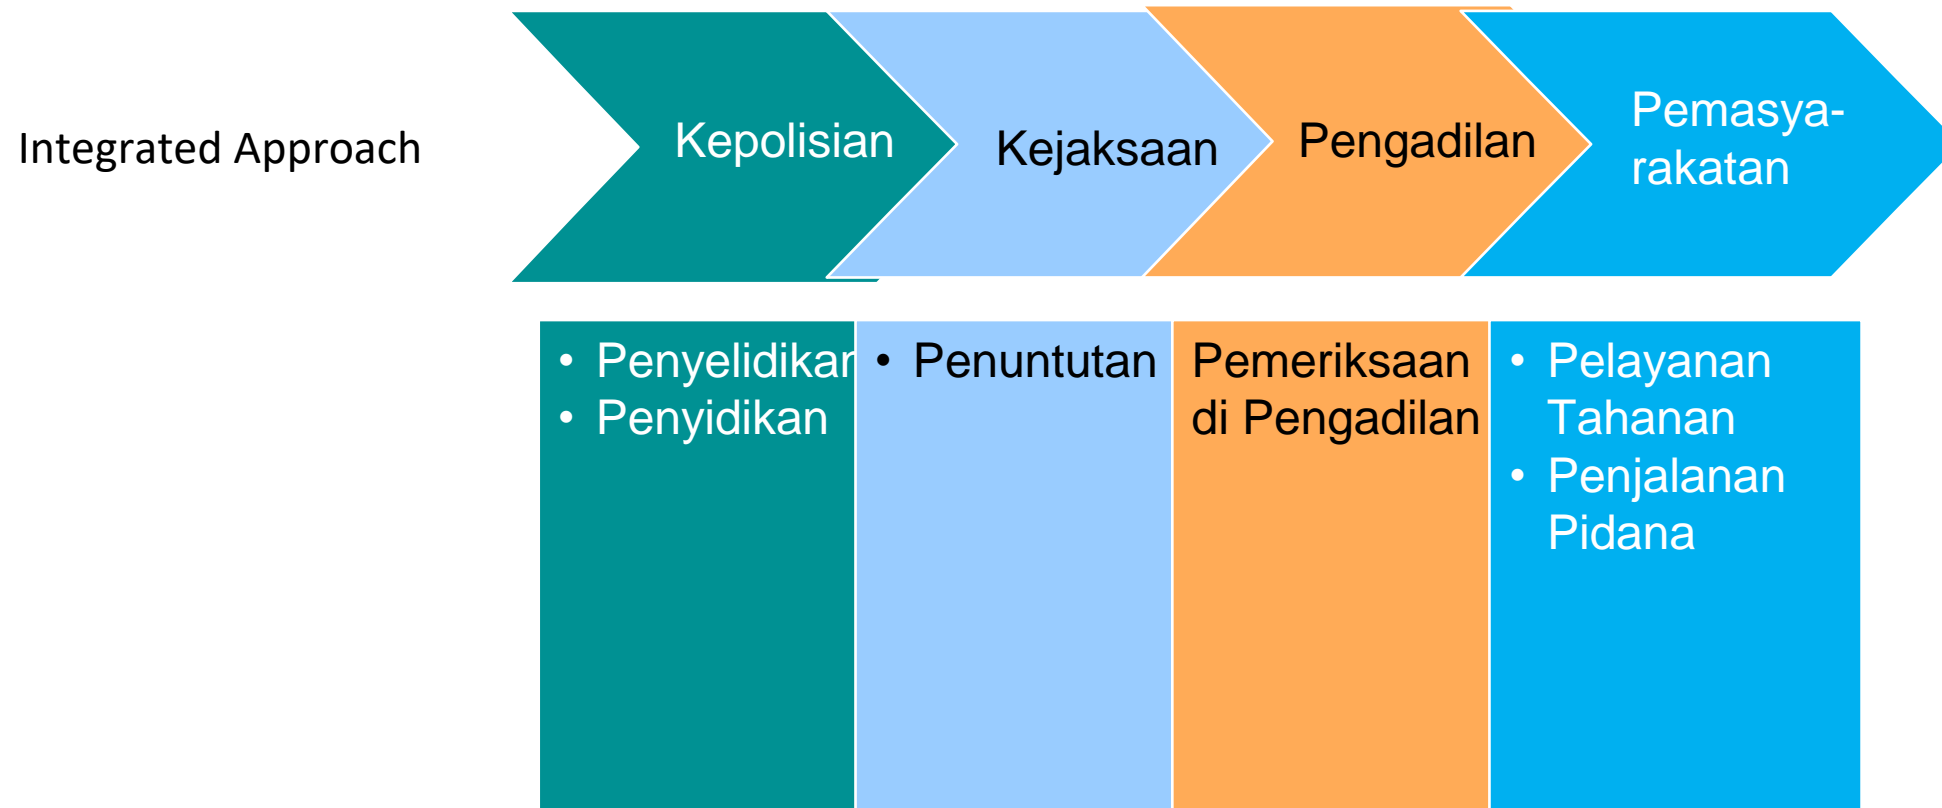 Integrated Approach
Kepolisian
Kejaksaan
Pengadilan
Pemasya-
rakatan
• Penyelidikan
• Penyidikan
• Penuntutan
Pemeriksaan
di Pengadilan
• Pelayanan
Tahanan
• Penjalanan
Pidana